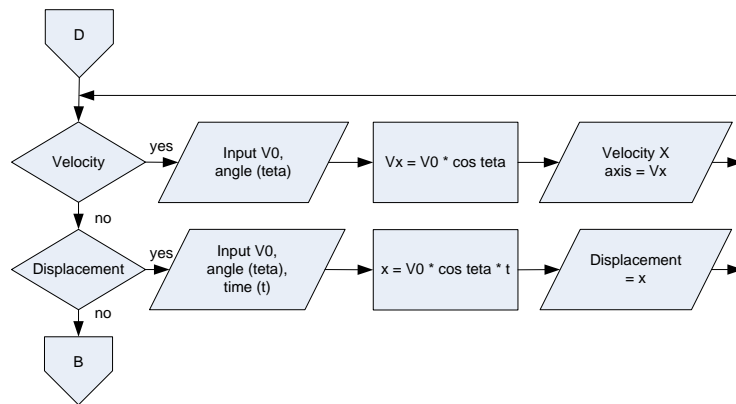 D
Velocity
yes
Input V0,
angle (teta)
Vx = V0 * cos teta
Velocity X
axis = Vx
no
Displacement
yes
Input V0,
angle (teta),
time (t)
x = V0 * cos teta * t
Displacement
= x
no
B